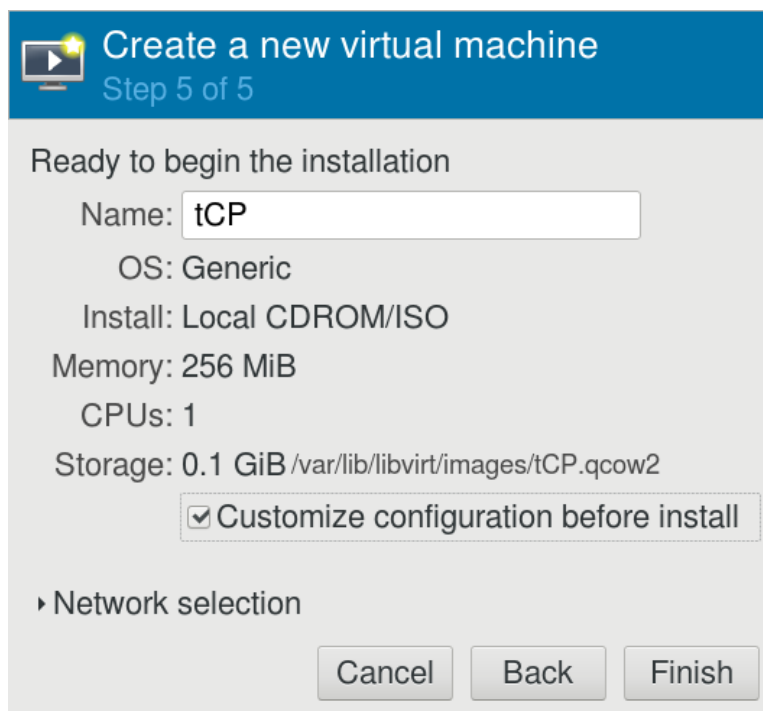 Create a new virtual machine
Step 5 of 5
Ready to begin the installation
Name: tCP
OS: Generic
Install: Local CDROM/ISO
Memory: 256 MiB
CPUs: 1
Storage: 0.1 GiB /var/lib/libvirt/images/tCP.qcow2
Customize configuration before install
Network selection
Cancel Back Finish